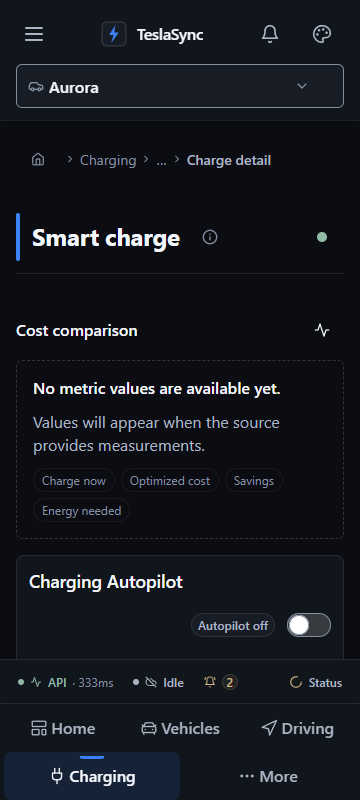 TeslaSync
Aurora
Charging > ... > Charge detail
Smart charge
Cost comparison
No metric values are available yet.
Values will appear when the source
provides measurements.
Charge now
Optimized cost
Savings
Energy needed
Charging Autopilot
Autopilot off
API · 333ms
Idle
2
Status
Home
Vehicles
Driving
Charging
More